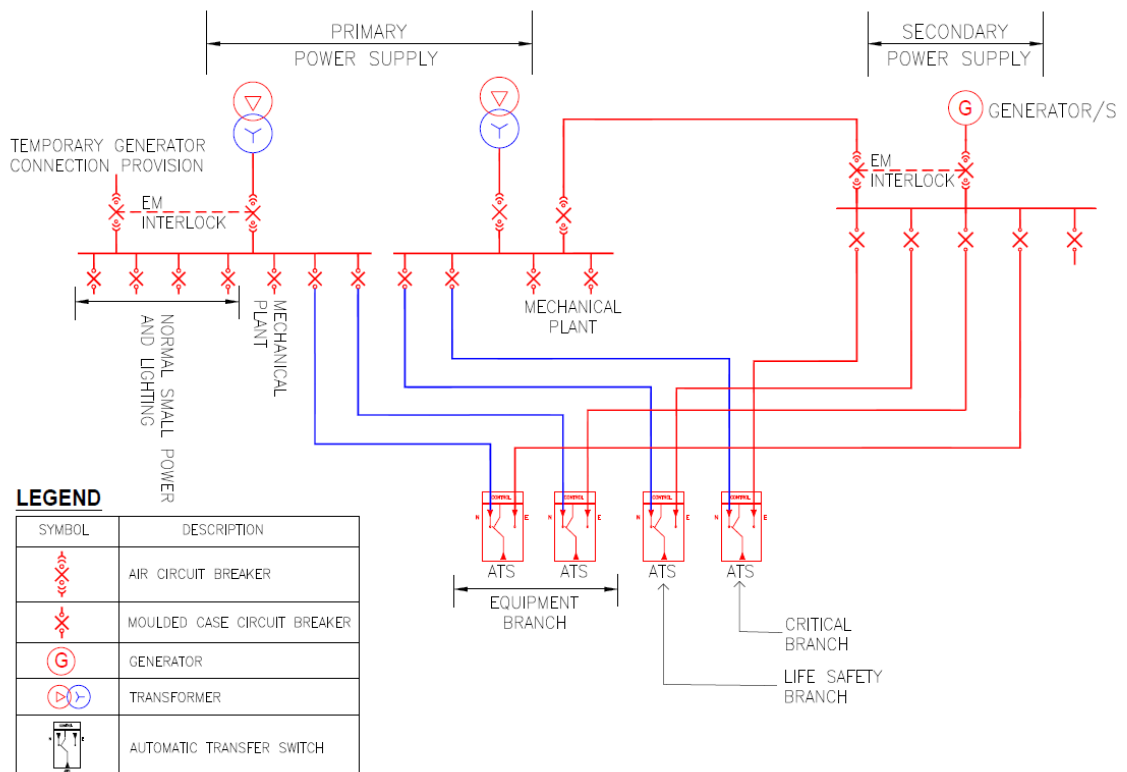 PRIMARY
POWER SUPPLY
SECONDARY
POWER SUPPLY
G
GENERATOR/S
TEMPORARY GENERATOR
CONNECTION PROVISION
EM
INTERLOCK
EM
INTERLOCK
NORMAL SMALL POWER
AND LIGHTING
MECHANICAL
PLANT
MECHANICAL
PLANT
CONTROL
CONTROL
CONTROL
CONTROL
N
E
N
E
N
E
N
E
ATS
ATS
ATS
ATS
EQUIPMENT
BRANCH
CRITICAL
BRANCH
LIFE SAFETY
BRANCH
LEGEND
SYMBOL
DESCRIPTION
AIR CIRCUIT BREAKER
MOULDED CASE CIRCUIT BREAKER
G
GENERATOR
TRANSFORMER
CONTROL
AUTOMATIC TRANSFER SWITCH